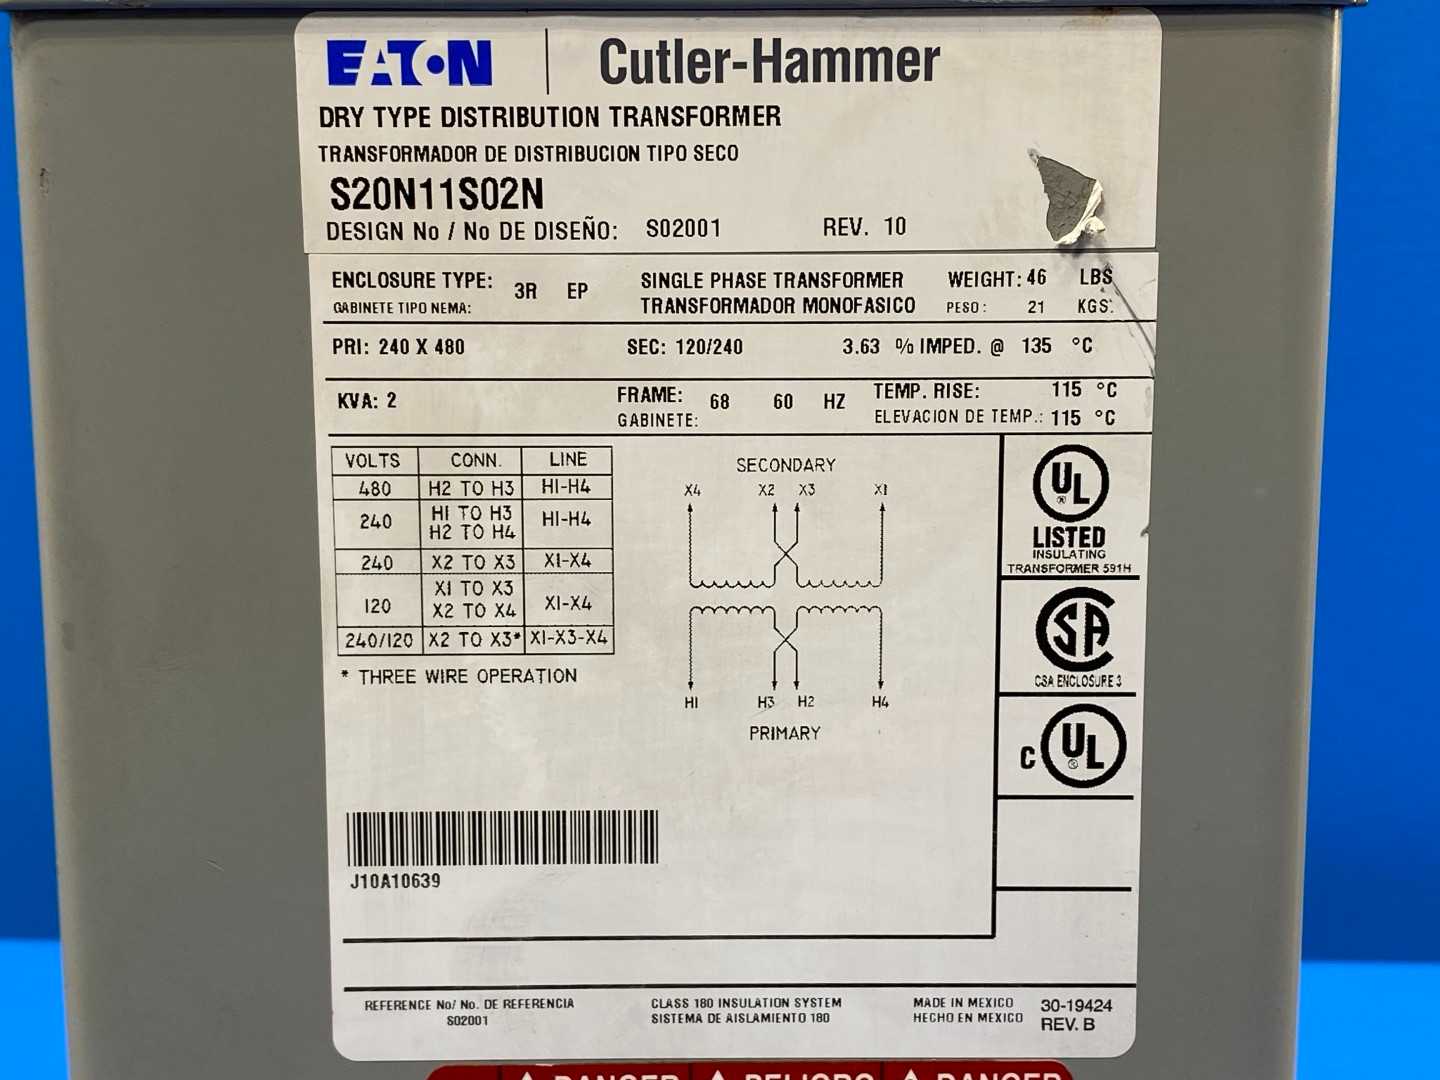 EATON Cutler-Hammer
DRY TYPE DISTRIBUTION TRANSFORMER
TRANSFORMADOR DE DISTRIBUCION TIPO SECO
S20N11S02N
DESIGN No / No DE DISEÑO: S02001 REV. 10
ENCLOSURE TYPE: 3R EP SINGLE PHASE TRANSFORMER WEIGHT: 46 LBS
GABINETE TIPO NEMA: TRANSFORMADOR MONOFASICO PESO: 21 KGS.
PRI: 240 X 480 SEC: 120/240 3.63 % IMPED. @ 135 °C
KVA: 2 FRAME: 68 60 HZ TEMP. RISE: 115 °C
GABINETE: ELEVACION DE TEMP.: 115 °C
VOLTS CONN. LINE
480 H2 TO H3 H1-H4
240 H1 TO H3 H1-H4
H2 TO H4
240 X2 TO X3 X1-X4
120 X1 TO X3 X1-X4
X2 TO X4
240/120 X2 TO X3* X1-X3-X4
* THREE WIRE OPERATION
SECONDARY
X4 X2 X3 X1
H1 H3 H2 H4
PRIMARY
UL ®
LISTED
INSULATING
TRANSFORMER 591H
SA
CSA ENCLOSURE 3
C UL ®
J10A10639
REFERENCE No/ No. DE REFERENCIA
S02001
CLASS 180 INSULATION SYSTEM
SISTEMA DE AISLAMIENTO 180
MADE IN MEXICO
HECHO EN MEXICO
30-19424
REV. B
DANGER PELIGRO DANGER